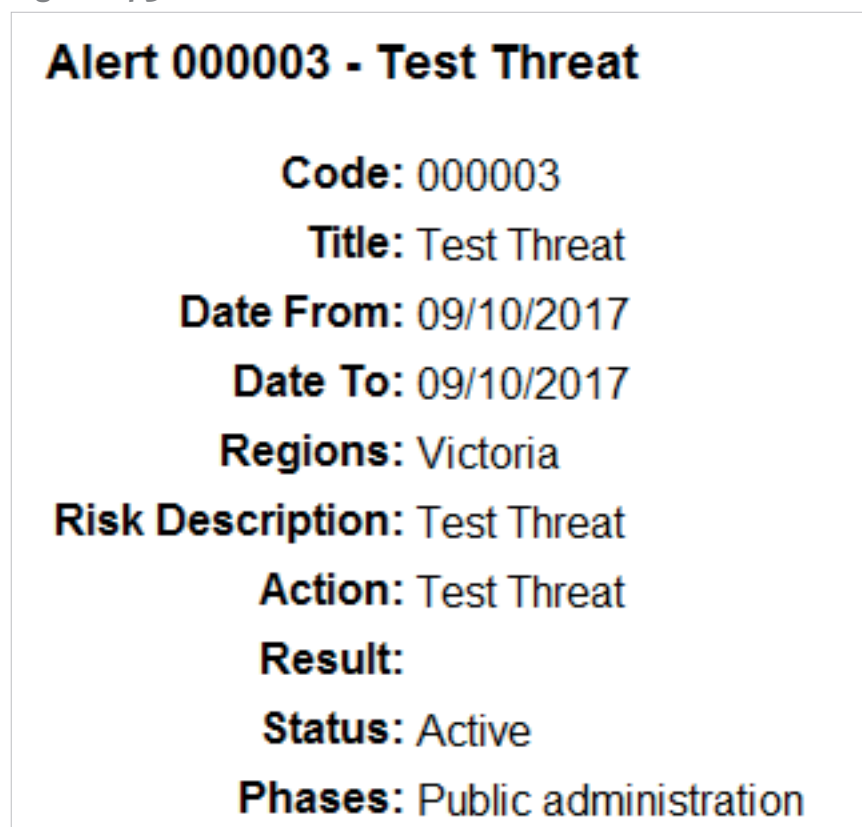 Alert 000003 - Test Threat
Code: 000003
Title: Test Threat
Date From: 09/10/2017
Date To: 09/10/2017
Regions: Victoria
Risk Description: Test Threat
Action: Test Threat
Result:
Status: Active
Phases: Public administration